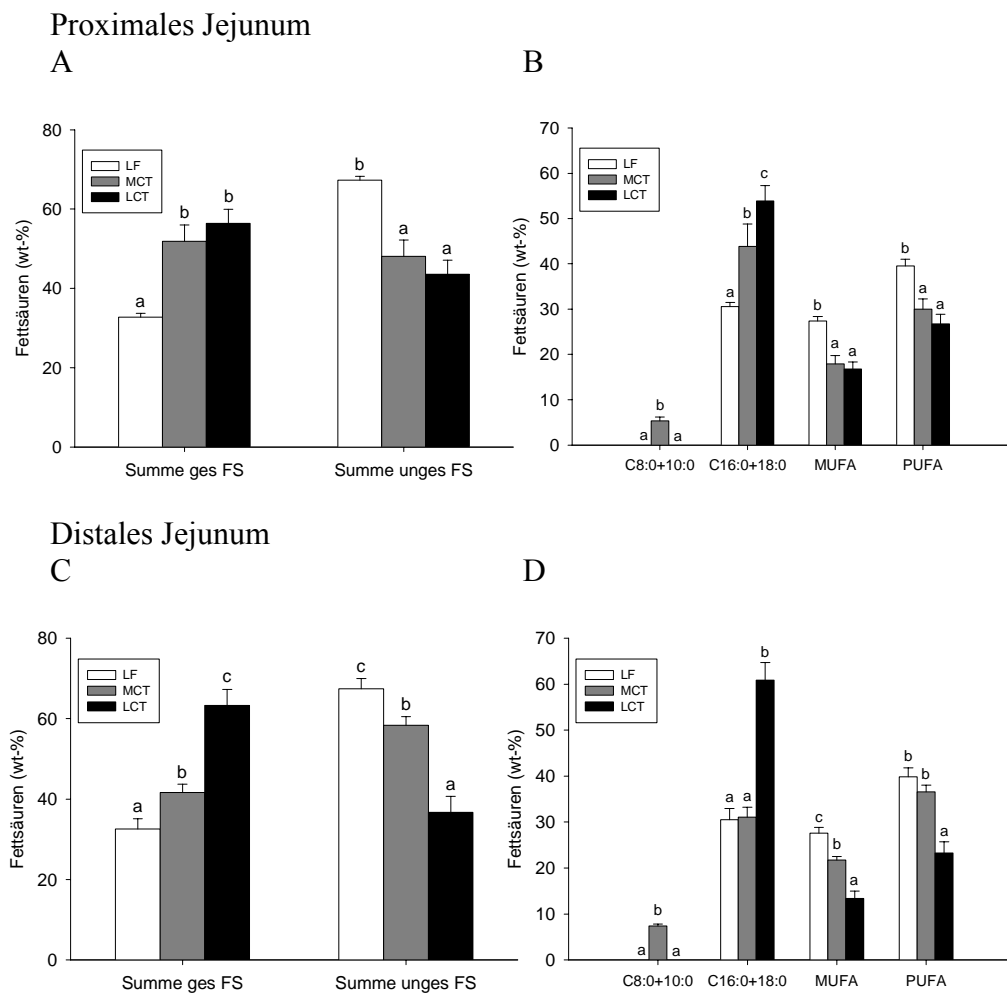 Proximales Jejunum
A
B
Fettsäuren (wt-%)
80
60
40
20
0
LF
MCT
LCT
a
b
b
b
a
a
Summe ges FS
Summe unges FS
Fettsäuren (wt-%)
70
60
50
40
30
20
10
0
LF
MCT
LCT
a
b
a
a
b
c
b
a
a
b
a
a
C8:0+10:0
C16:0+18:0
MUFA
PUFA
Distales Jejunum
C
D
Fettsäuren (wt-%)
80
60
40
20
0
LF
MCT
LCT
a
b
c
c
b
a
Summe ges FS
Summe unges FS
Fettsäuren (wt-%)
70
60
50
40
30
20
10
0
LF
MCT
LCT
a
b
a
a
a
b
c
b
a
b
b
a
C8:0+10:0
C16:0+18:0
MUFA
PUFA